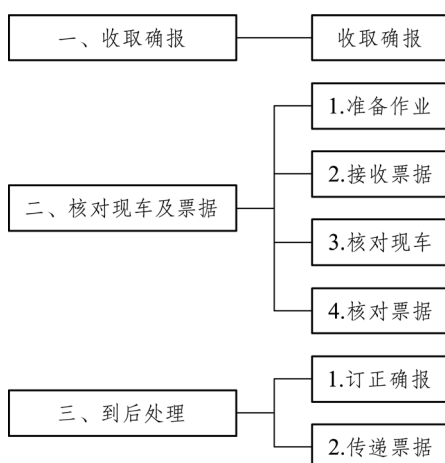 一、收取确报
收取确报
二、核对现车及票据
1.准备作业
2.接收票据
3.核对现车
4.核对票据
三、到后处理
1.订正确报
2.传递票据